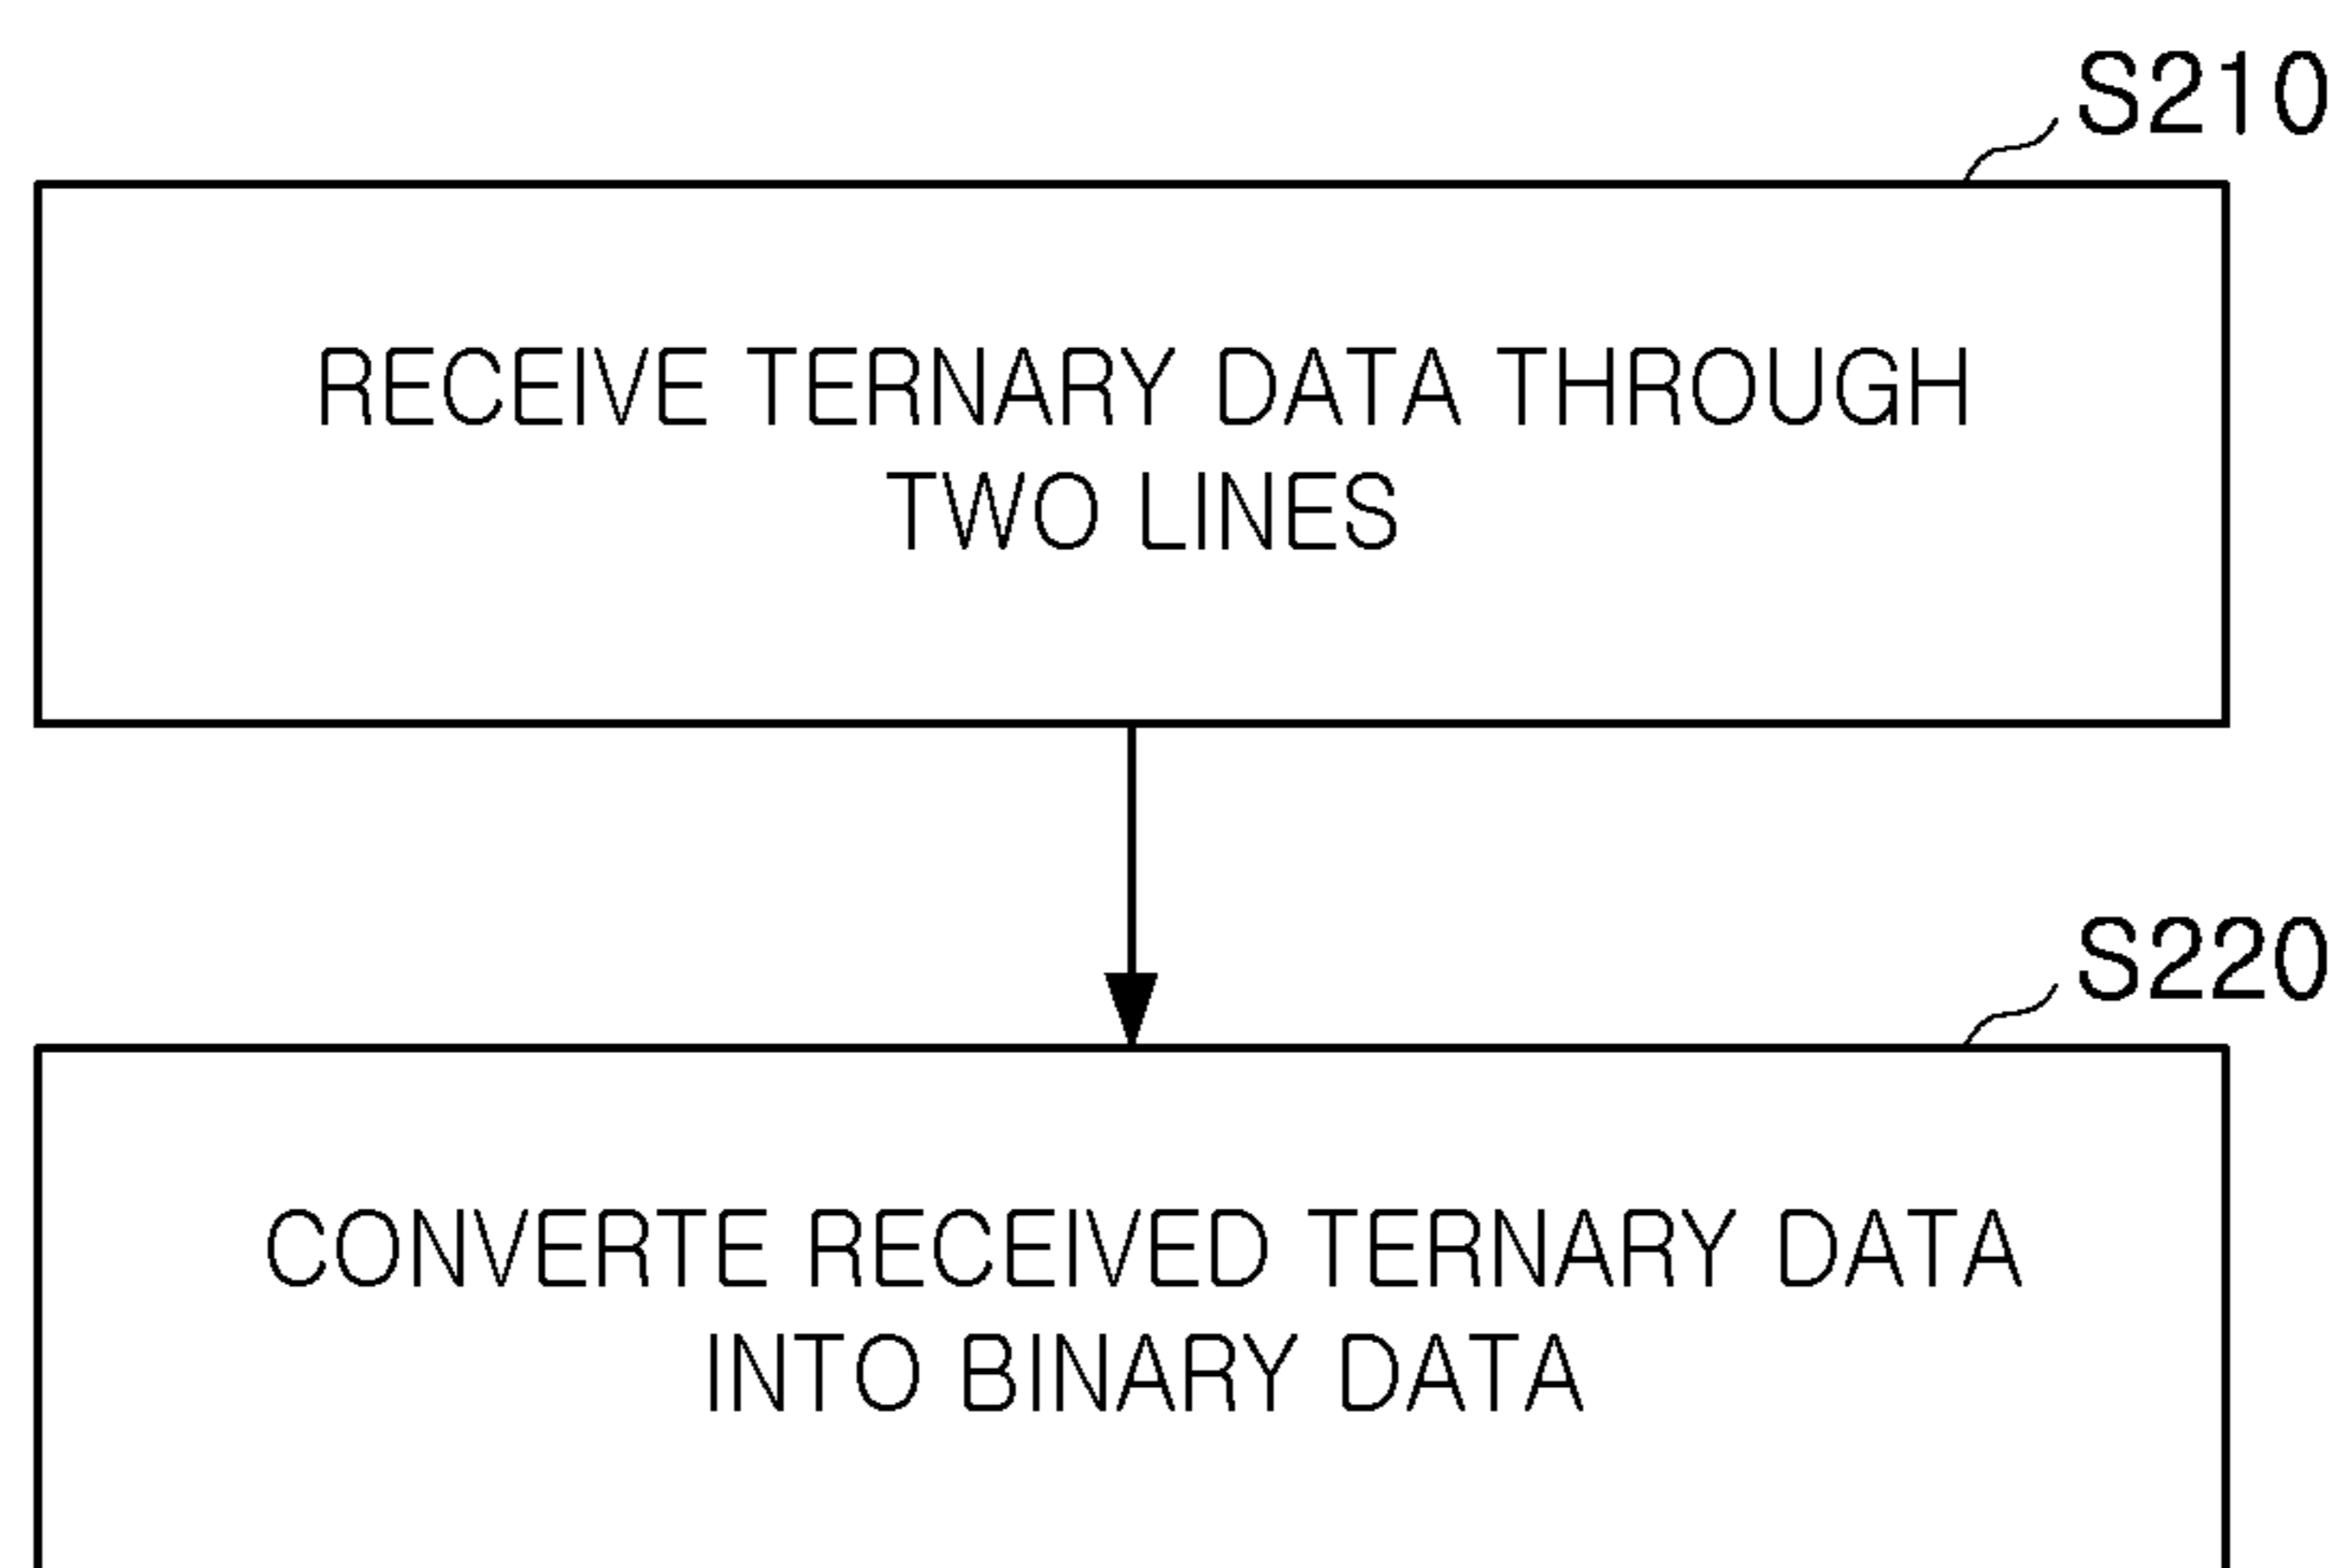 S210
RECEIVE TERNARY DATA THROUGH
TWO LINES
S220
CONVERTE RECEIVED TERNARY DATA
INTO BINARY DATA